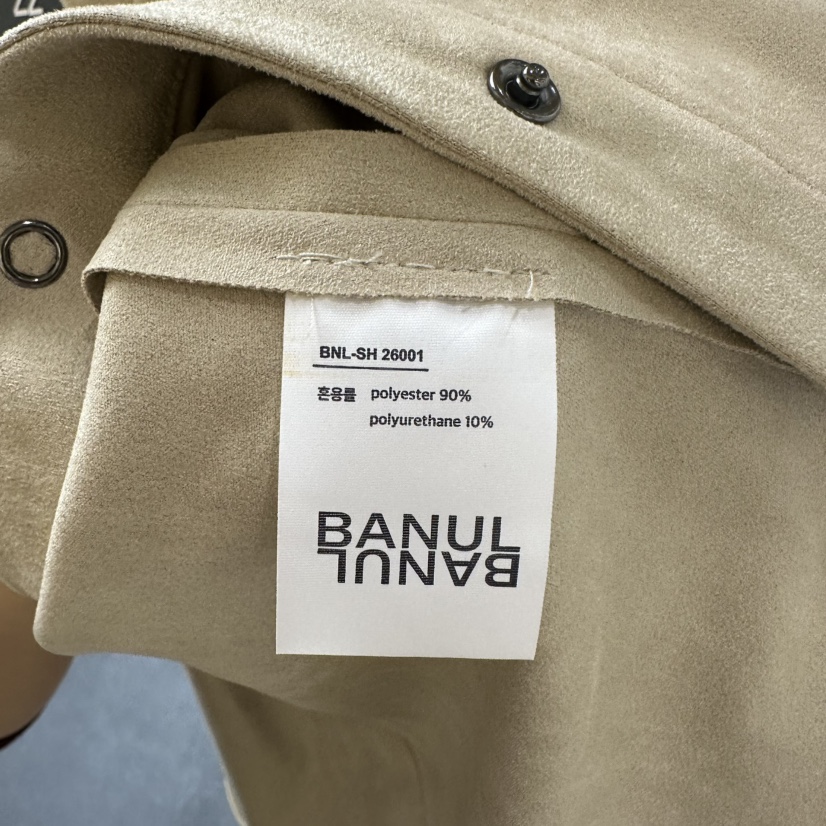 BNL-SH 26001
혼용률 polyester 90%
polyurethane 10%
BANUL
BANUL